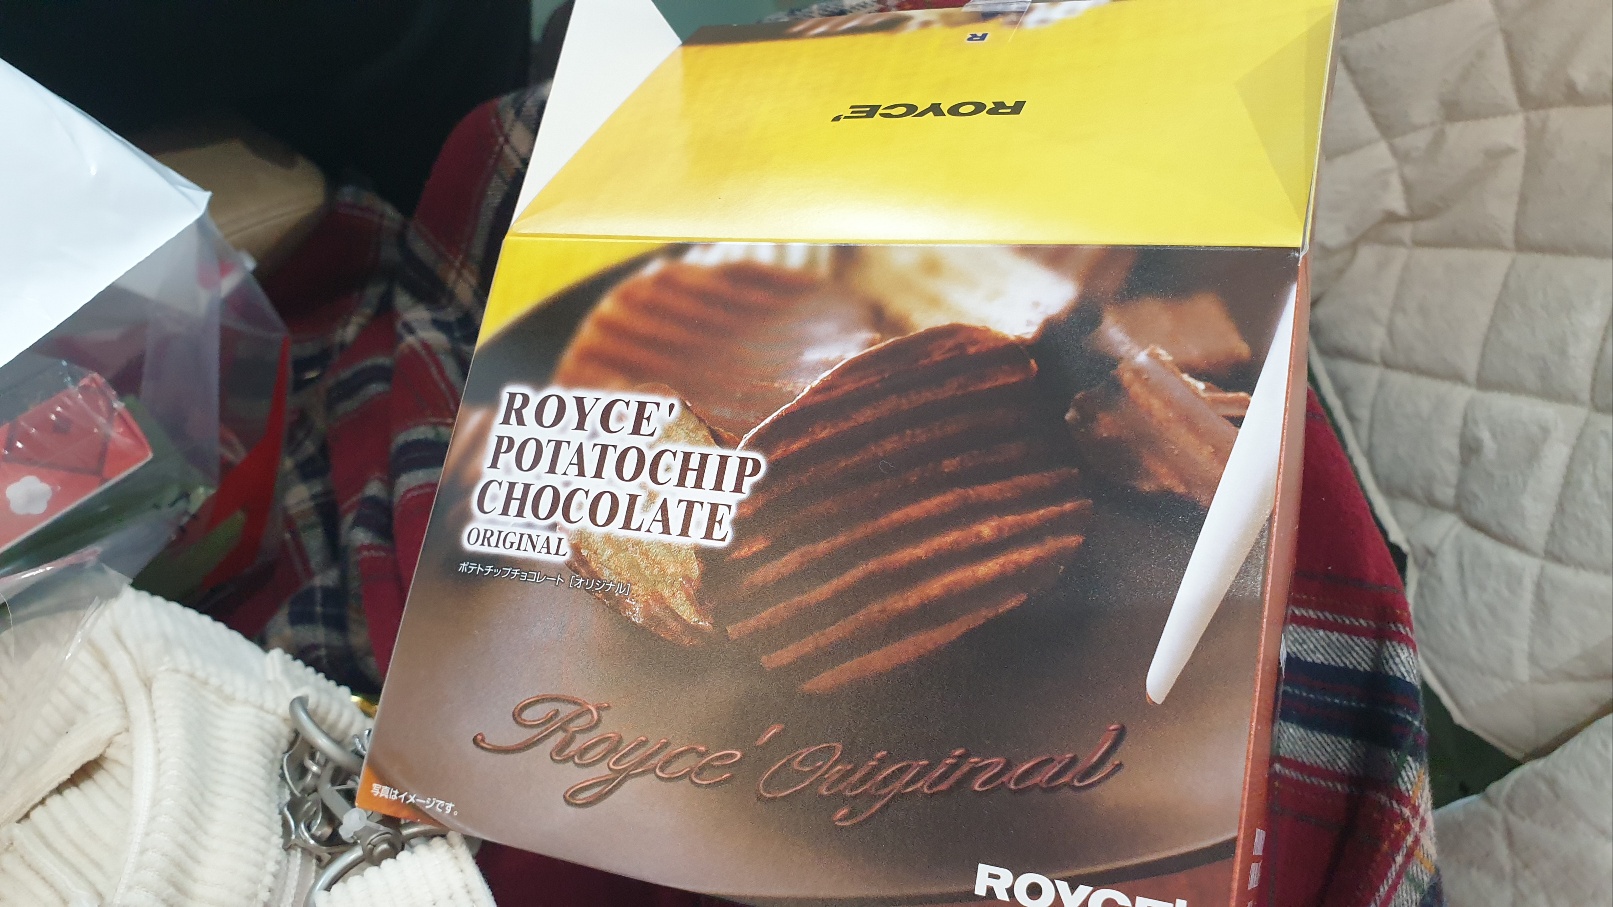 R
ROYCE'
ROYCE'
POTATOCHIP
CHOCOLATE
ORIGINAL
ポテトチップチョコレート［オリジナル］
Royce' Original
写真はイメージです。
ROYCE'